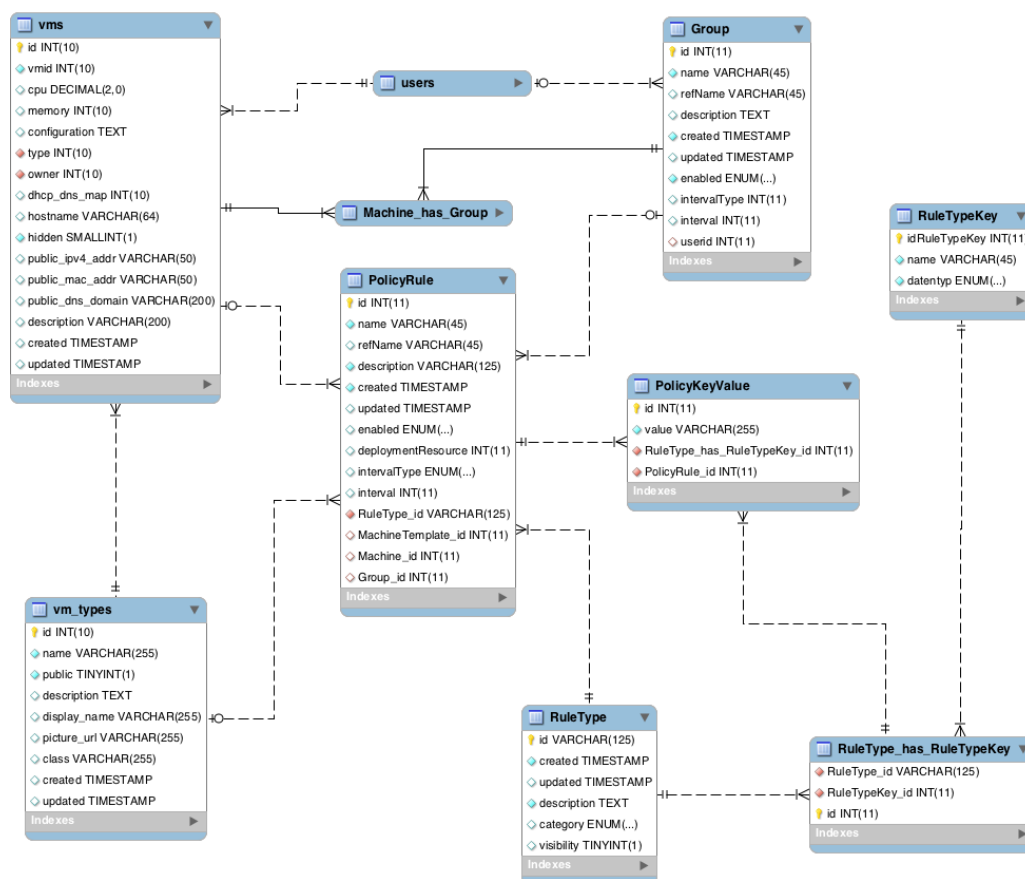 vms
id INT(10)
vmid INT(10)
cpu DECIMAL(2,0)
memory INT(10)
configuration TEXT
type INT(10)
owner INT(10)
dhcp_dns_map INT(10)
hostname VARCHAR(64)
hidden SMALLINT(1)
public_ipv4_addr VARCHAR(50)
public_mac_addr VARCHAR(50)
public_dns_domain VARCHAR(200)
description VARCHAR(200)
created TIMESTAMP
updated TIMESTAMP
Indexes
users
Machine_has_Group
Group
id INT(11)
name VARCHAR(45)
refName VARCHAR(45)
description TEXT
created TIMESTAMP
updated TIMESTAMP
enabled ENUM(...)
intervalType INT(11)
interval INT(11)
userid INT(11)
Indexes
RuleTypeKey
idRuleTypeKey INT(11)
name VARCHAR(45)
datentyp ENUM(...)
Indexes
PolicyRule
id INT(11)
name VARCHAR(45)
refName VARCHAR(45)
description VARCHAR(125)
created TIMESTAMP
updated TIMESTAMP
enabled ENUM(...)
deploymentResource INT(11)
intervalType ENUM(...)
interval INT(11)
RuleType_id VARCHAR(125)
MachineTemplate_id INT(11)
Machine_id INT(11)
Group_id INT(11)
Indexes
PolicyKeyValue
id INT(11)
value VARCHAR(255)
RuleType_has_RuleTypeKey_id INT(11)
PolicyRule_id INT(11)
Indexes
vm_types
id INT(10)
name VARCHAR(255)
public TINYINT(1)
description TEXT
display_name VARCHAR(255)
picture_url VARCHAR(255)
class VARCHAR(255)
created TIMESTAMP
updated TIMESTAMP
Indexes
RuleType
id VARCHAR(125)
created TIMESTAMP
updated TIMESTAMP
description TEXT
category ENUM(...)
visibility TINYINT(1)
Indexes
RuleType_has_RuleTypeKey
RuleType_id VARCHAR(125)
RuleTypeKey_id INT(11)
id INT(11)
Indexes